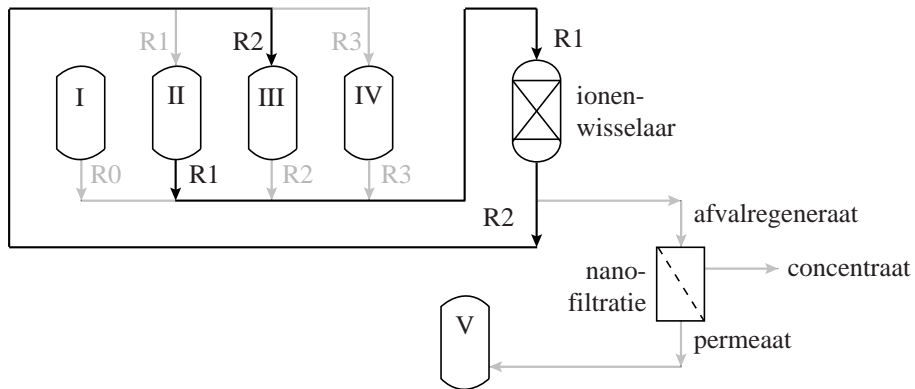 R1
R2
R3
R1
I
II
III
IV
ionen-
wisselaar
R0
R1
R2
R3
R2
afvalregeneraat
nano-
filtratie
concentraat
V
permeaat